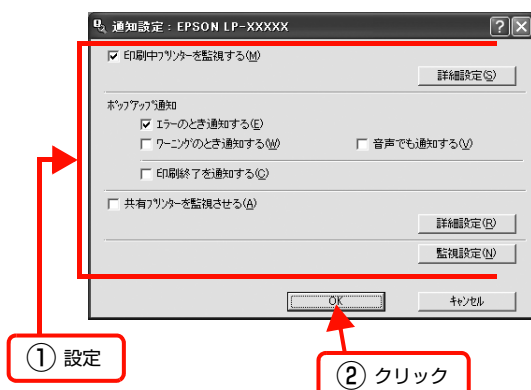 通知設定：EPSON LP-XXXXX
印刷中プリンターを監視する(M)
詳細設定(S)
ポップアップ通知
エラーのとき通知する(E)
ワーニングのとき通知する(W) 音声でも通知する(V)
印刷終了を通知する(C)
共有プリンターを監視させる(A)
詳細設定(R)
監視設定(N)
OK キャンセル
① 設定
② クリック